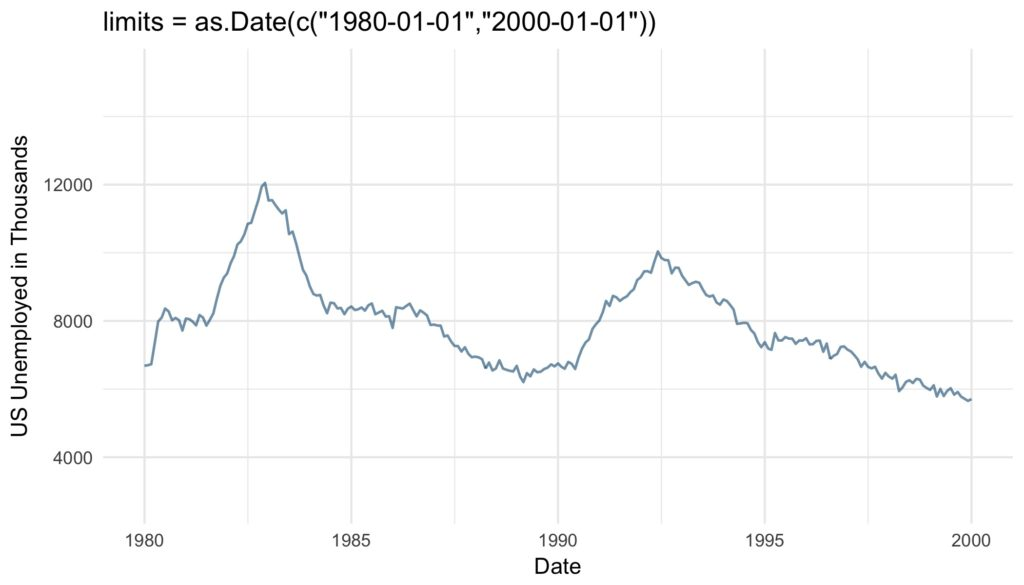 limits = as.Date(c("1980-01-01","2000-01-01"))
US Unemployed in Thousands
12000
8000
4000
1980 1985 1990 1995 2000
Date